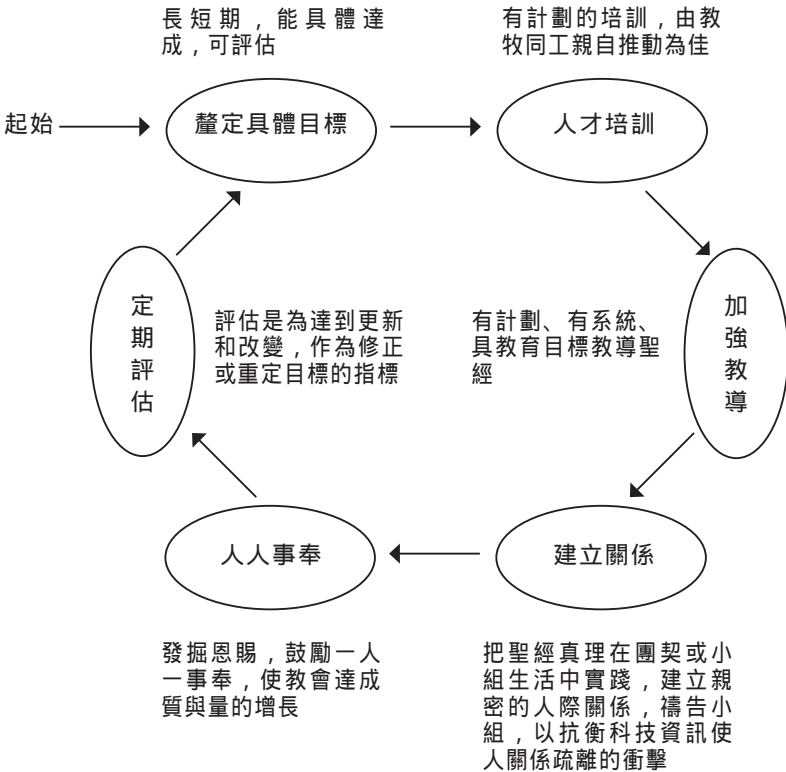 長短期，能具體達
成，可評估
有計劃的培訓，由教
牧同工親自推動為佳
起始
釐定具體目標
人才培訓
定
期
評
估
評估是為達到更新
和改變，作為修正
或重定目標的指標
有計劃、有系統、
具教育目標教導聖
經
加
強
教
導
人人事奉
建立關係
發掘恩賜，鼓勵一人
一事奉，使教會達成
質與量的增長
把聖經真理在團契或小
組生活中實踐，建立親
密的人際關係，禱告小
組，以抗衡科技資訊使
人關係疏離的衝擊